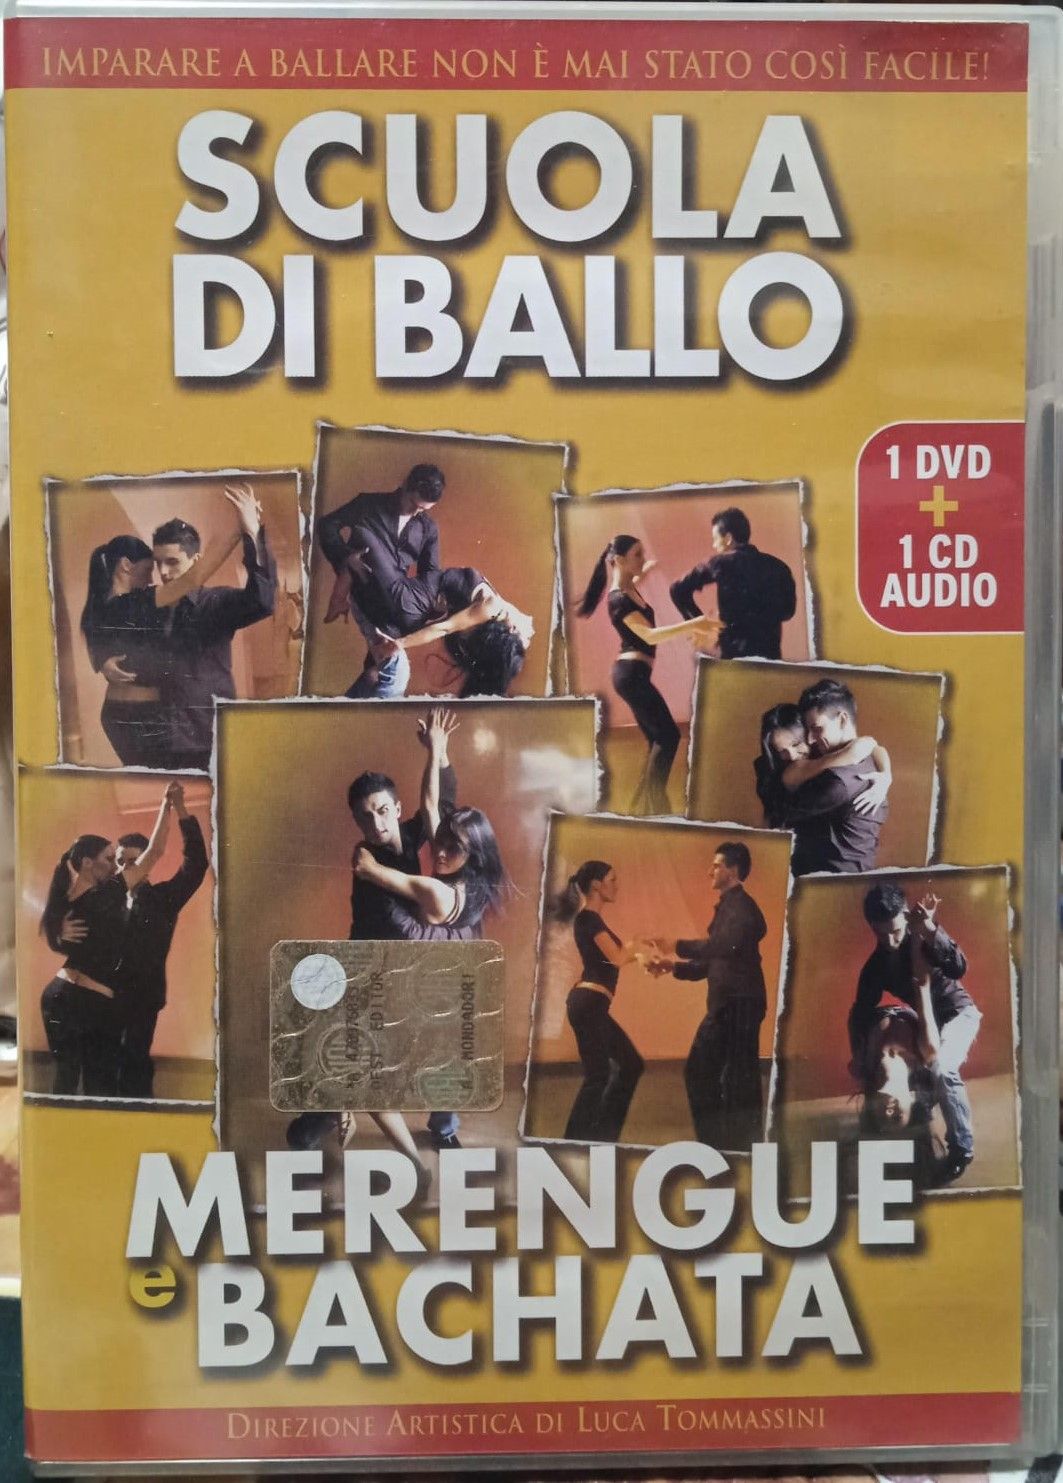 IMPARARE A BALLARE NON È MAI STATO COSÌ FACILE!
SCUOLA
DI BALLO
1 DVD
+
1 CD
AUDIO
EDITOR
MONDADORI
MERENGUE
e BACHATA
DIREZIONE ARTISTICA DI LUCA TOMMASSINI